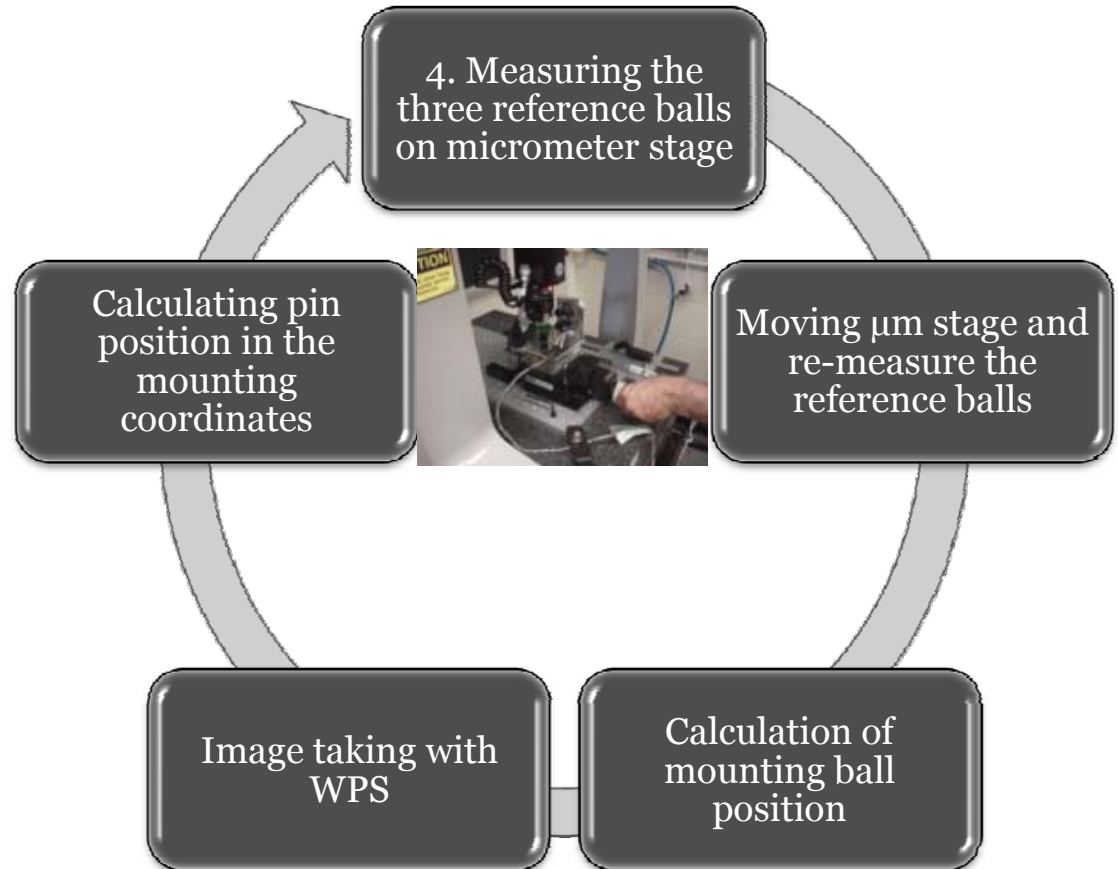 4. Measuring the
three reference balls
on micrometer stage
Moving µm stage and
re-measure the
reference balls
Calculation of
mounting ball
position
Image taking with
WPS
Calculating pin
position in the
mounting
coordinates